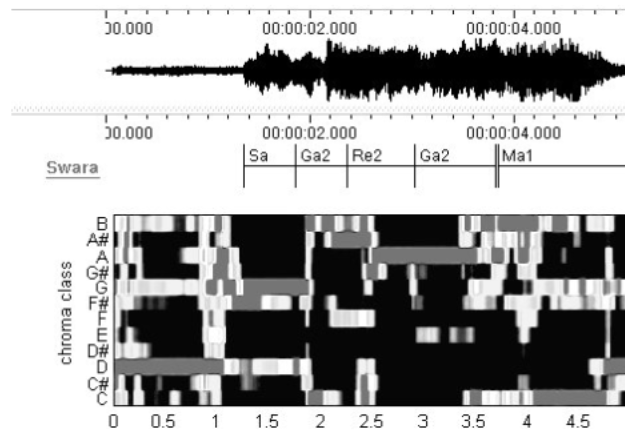 00.000 00:00:02.000 00:00:04.000
00.000 00:00:02.000 00:00:04.000
Swara Sa Ga2 Re2 Ga2 Ma1
chroma class
B
A#
A
G#
G
F#
F
E
D#
D
C#
C
0 0.5 1 1.5 2 2.5 3 3.5 4 4.5